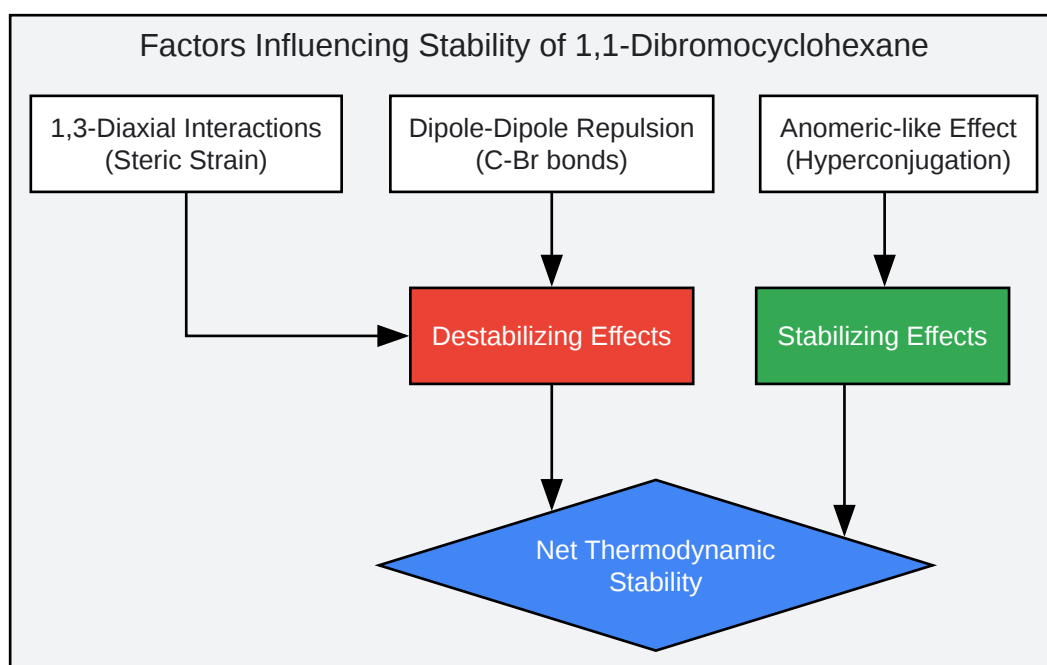 Factors Influencing Stability of 1,1-Dibromocyclohexane
1,3-Diaxial Interactions
(Steric Strain)
Dipole-Dipole Repulsion
(C-Br bonds)
Anomeric-like Effect
(Hyperconjugation)
Destabilizing Effects
Stabilizing Effects
Net Thermodynamic
Stability